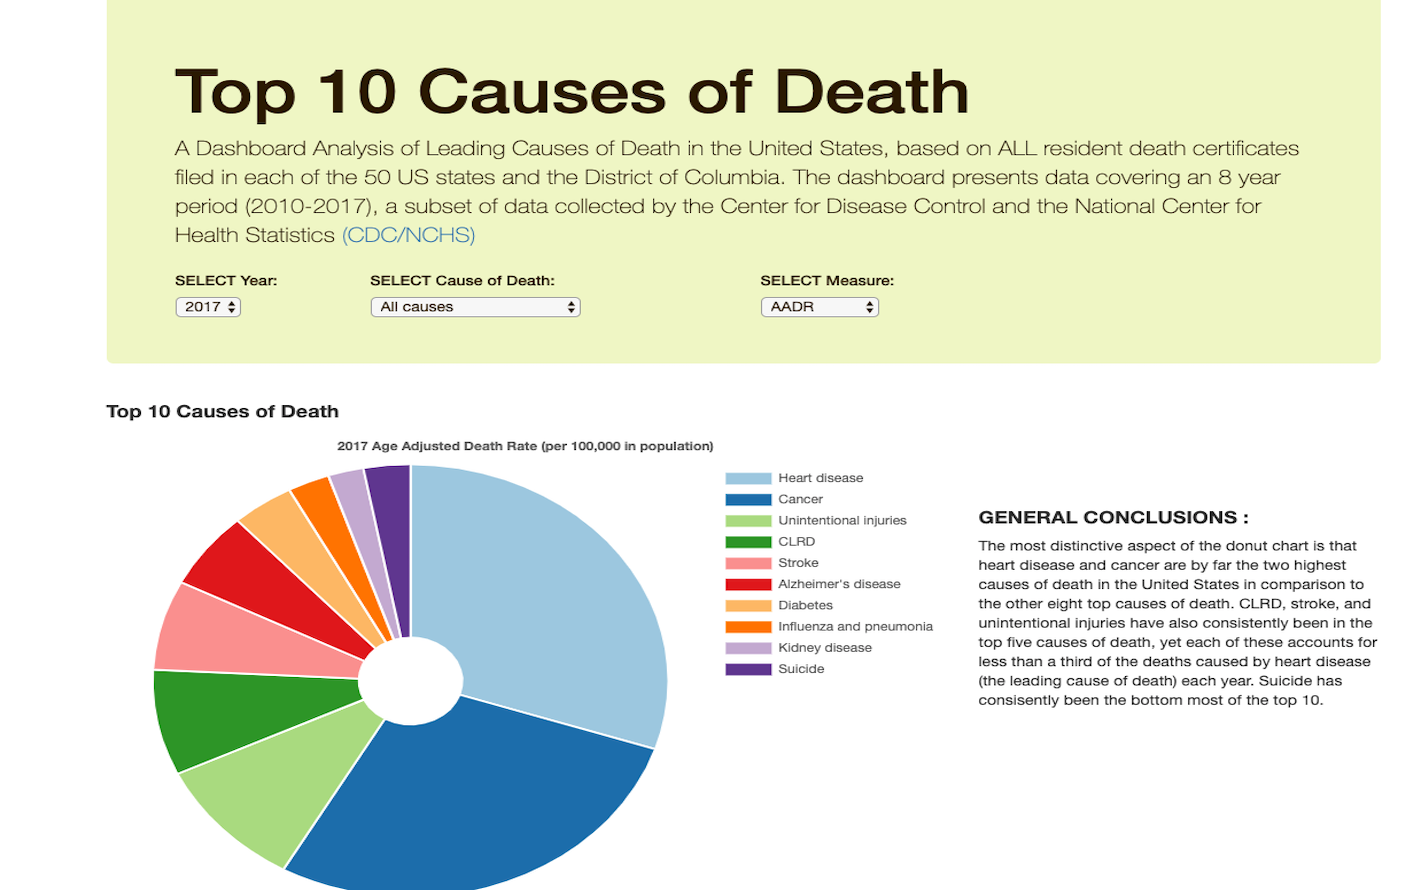 Top 10 Causes of Death
A Dashboard Analysis of Leading Causes of Death in the United States, based on ALL resident death certificates
filed in each of the 50 US states and the District of Columbia. The dashboard presents data covering an 8 year
period (2010-2017), a subset of data collected by the Center for Disease Control and the National Center for
Health Statistics (CDC/NCHS)
SELECT Year: SELECT Cause of Death: SELECT Measure:
2017 All causes AADR
Top 10 Causes of Death
2017 Age Adjusted Death Rate (per 100,000 in population)
Heart disease
Cancer
Unintentional injuries
CLRD
Stroke
Alzheimer's disease
Diabetes
Influenza and pneumonia
Kidney disease
Suicide
GENERAL CONCLUSIONS :
The most distinctive aspect of the donut chart is that
heart disease and cancer are by far the two highest
causes of death in the United States in comparison to
the other eight top causes of death. CLRD, stroke, and
unintentional injuries have also consistently been in the
top five causes of death, yet each of these accounts for
less than a third of the deaths caused by heart disease
(the leading cause of death) each year. Suicide has
consisently been the bottom most of the top 10.